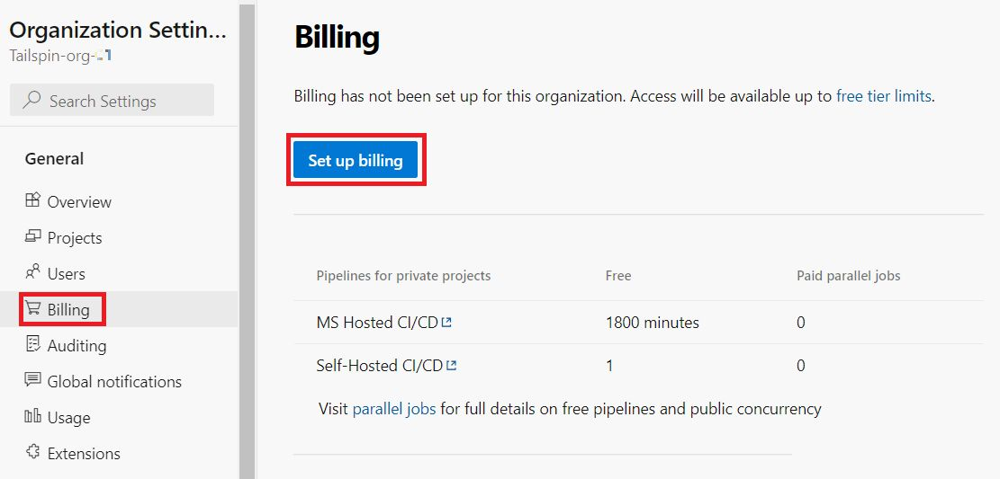 Organization Settin...
Tailspin-org-
Search Settings
General
Overview
Projects
Users
Billing
Auditing
Global notifications
Usage
Extensions
Billing
Billing has not been set up for this organization. Access will be available up to free tier limits.
Set up billing
Pipelines for private projects Free Paid parallel jobs
MS Hosted CI/CD 1800 minutes 0
Self-Hosted CI/CD 1 0
Visit parallel jobs for full details on free pipelines and public concurrency